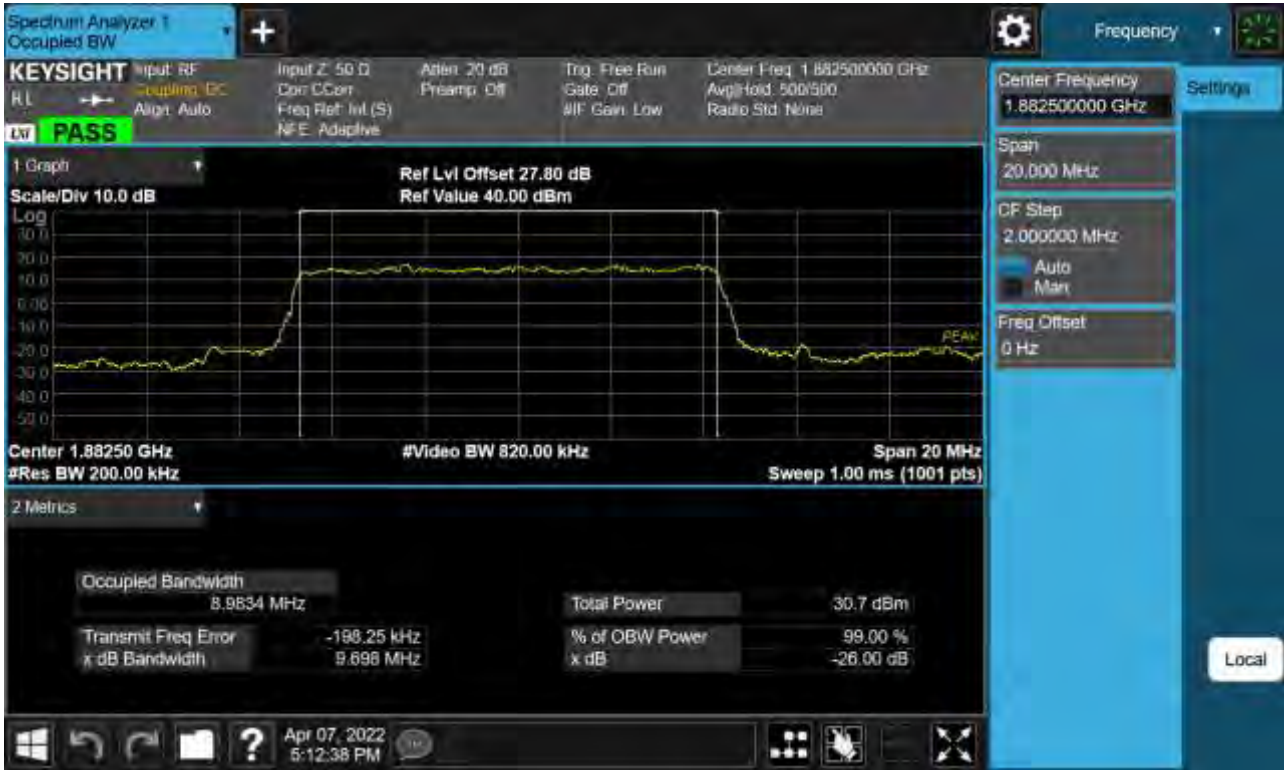 Spectrum Analyzer 1
Occupied BW
+
Frequency
KEYSIGHT
Input: RF
Coupling: DC
Align: Auto
RL
LXI
PASS
Input Z: 50 Ω
Corr CCorr
Freq Ref: Int (S)
NFE: Adaptive
Atten: 20 dB
Preamp: Off
Trig: Free Run
Gate: Off
#IF Gain: Low
Center Freq: 1.882500000 GHz
Avg|Hold: 500/500
Radio Std: None
Center Frequency
1.882500000 GHz
Settings
Span
20.000 MHz
CF Step
2.000000 MHz
Auto
Man
Freq Offset
0 Hz
1 Graph
Scale/Div 10.0 dB
Ref Lvl Offset 27.80 dB
Ref Value 40.00 dBm
Log
30.0
20.0
10.0
0.00
-10.0
-20.0
-30.0
-40.0
-50.0
PEAK
Center 1.88250 GHz
#Video BW 820.00 kHz
Span 20 MHz
#Res BW 200.00 kHz
Sweep 1.00 ms (1001 pts)
2 Metrics
Occupied Bandwidth
8.9834 MHz
Total Power 30.7 dBm
Transmit Freq Error -198.25 kHz
% of OBW Power 99.00 %
x dB Bandwidth 9.698 MHz
x dB -26.00 dB
Local
?
Apr 07, 2022
5:12:38 PM